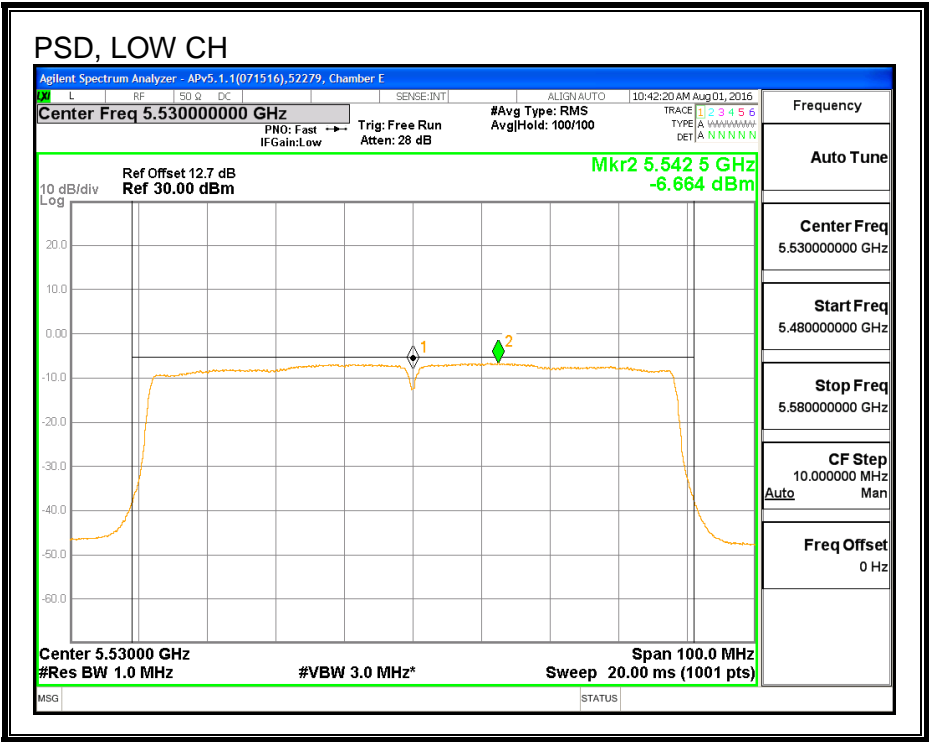 PSD, LOW CH
Agilent Spectrum Analyzer - APv5.1.1(071516),52279, Chamber E
LXI L RF 50 Ω DC SENSE:INT ALIGN AUTO 10:42:20 AM Aug 01, 2016
Center Freq 5.530000000 GHz
PNO: Fast
IFGain:Low
Trig: Free Run
Atten: 28 dB
#Avg Type: RMS
Avg|Hold: 100/100
TRACE 1 2 3 4 5 6
TYPE A WWWWW
DET A N N N N N
Frequency
Mkr2 5.542 5 GHz
-6.664 dBm
Ref Offset 12.7 dB
Ref 30.00 dBm
10 dB/div
Log
20.0
10.0
0.00
-10.0
-20.0
-30.0
-40.0
-50.0
-60.0
1
2
Center 5.53000 GHz
Span 100.0 MHz
#Res BW 1.0 MHz
#VBW 3.0 MHz*
Sweep 20.00 ms (1001 pts)
Auto Tune
Center Freq
5.530000000 GHz
Start Freq
5.480000000 GHz
Stop Freq
5.580000000 GHz
CF Step
10.000000 MHz
Auto Man
Freq Offset
0 Hz
MSG
STATUS